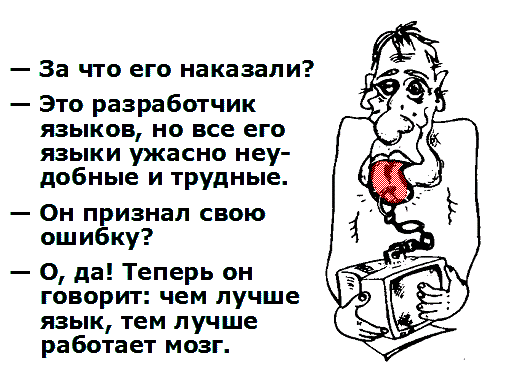 — За что его наказали?
— Это разработчик
языков, но все его
языки ужасно неу-
добные и трудные.
— Он признал свою
ошибку?
— О, да! Теперь он
говорит: чем лучше
язык, тем лучше
работает мозг.